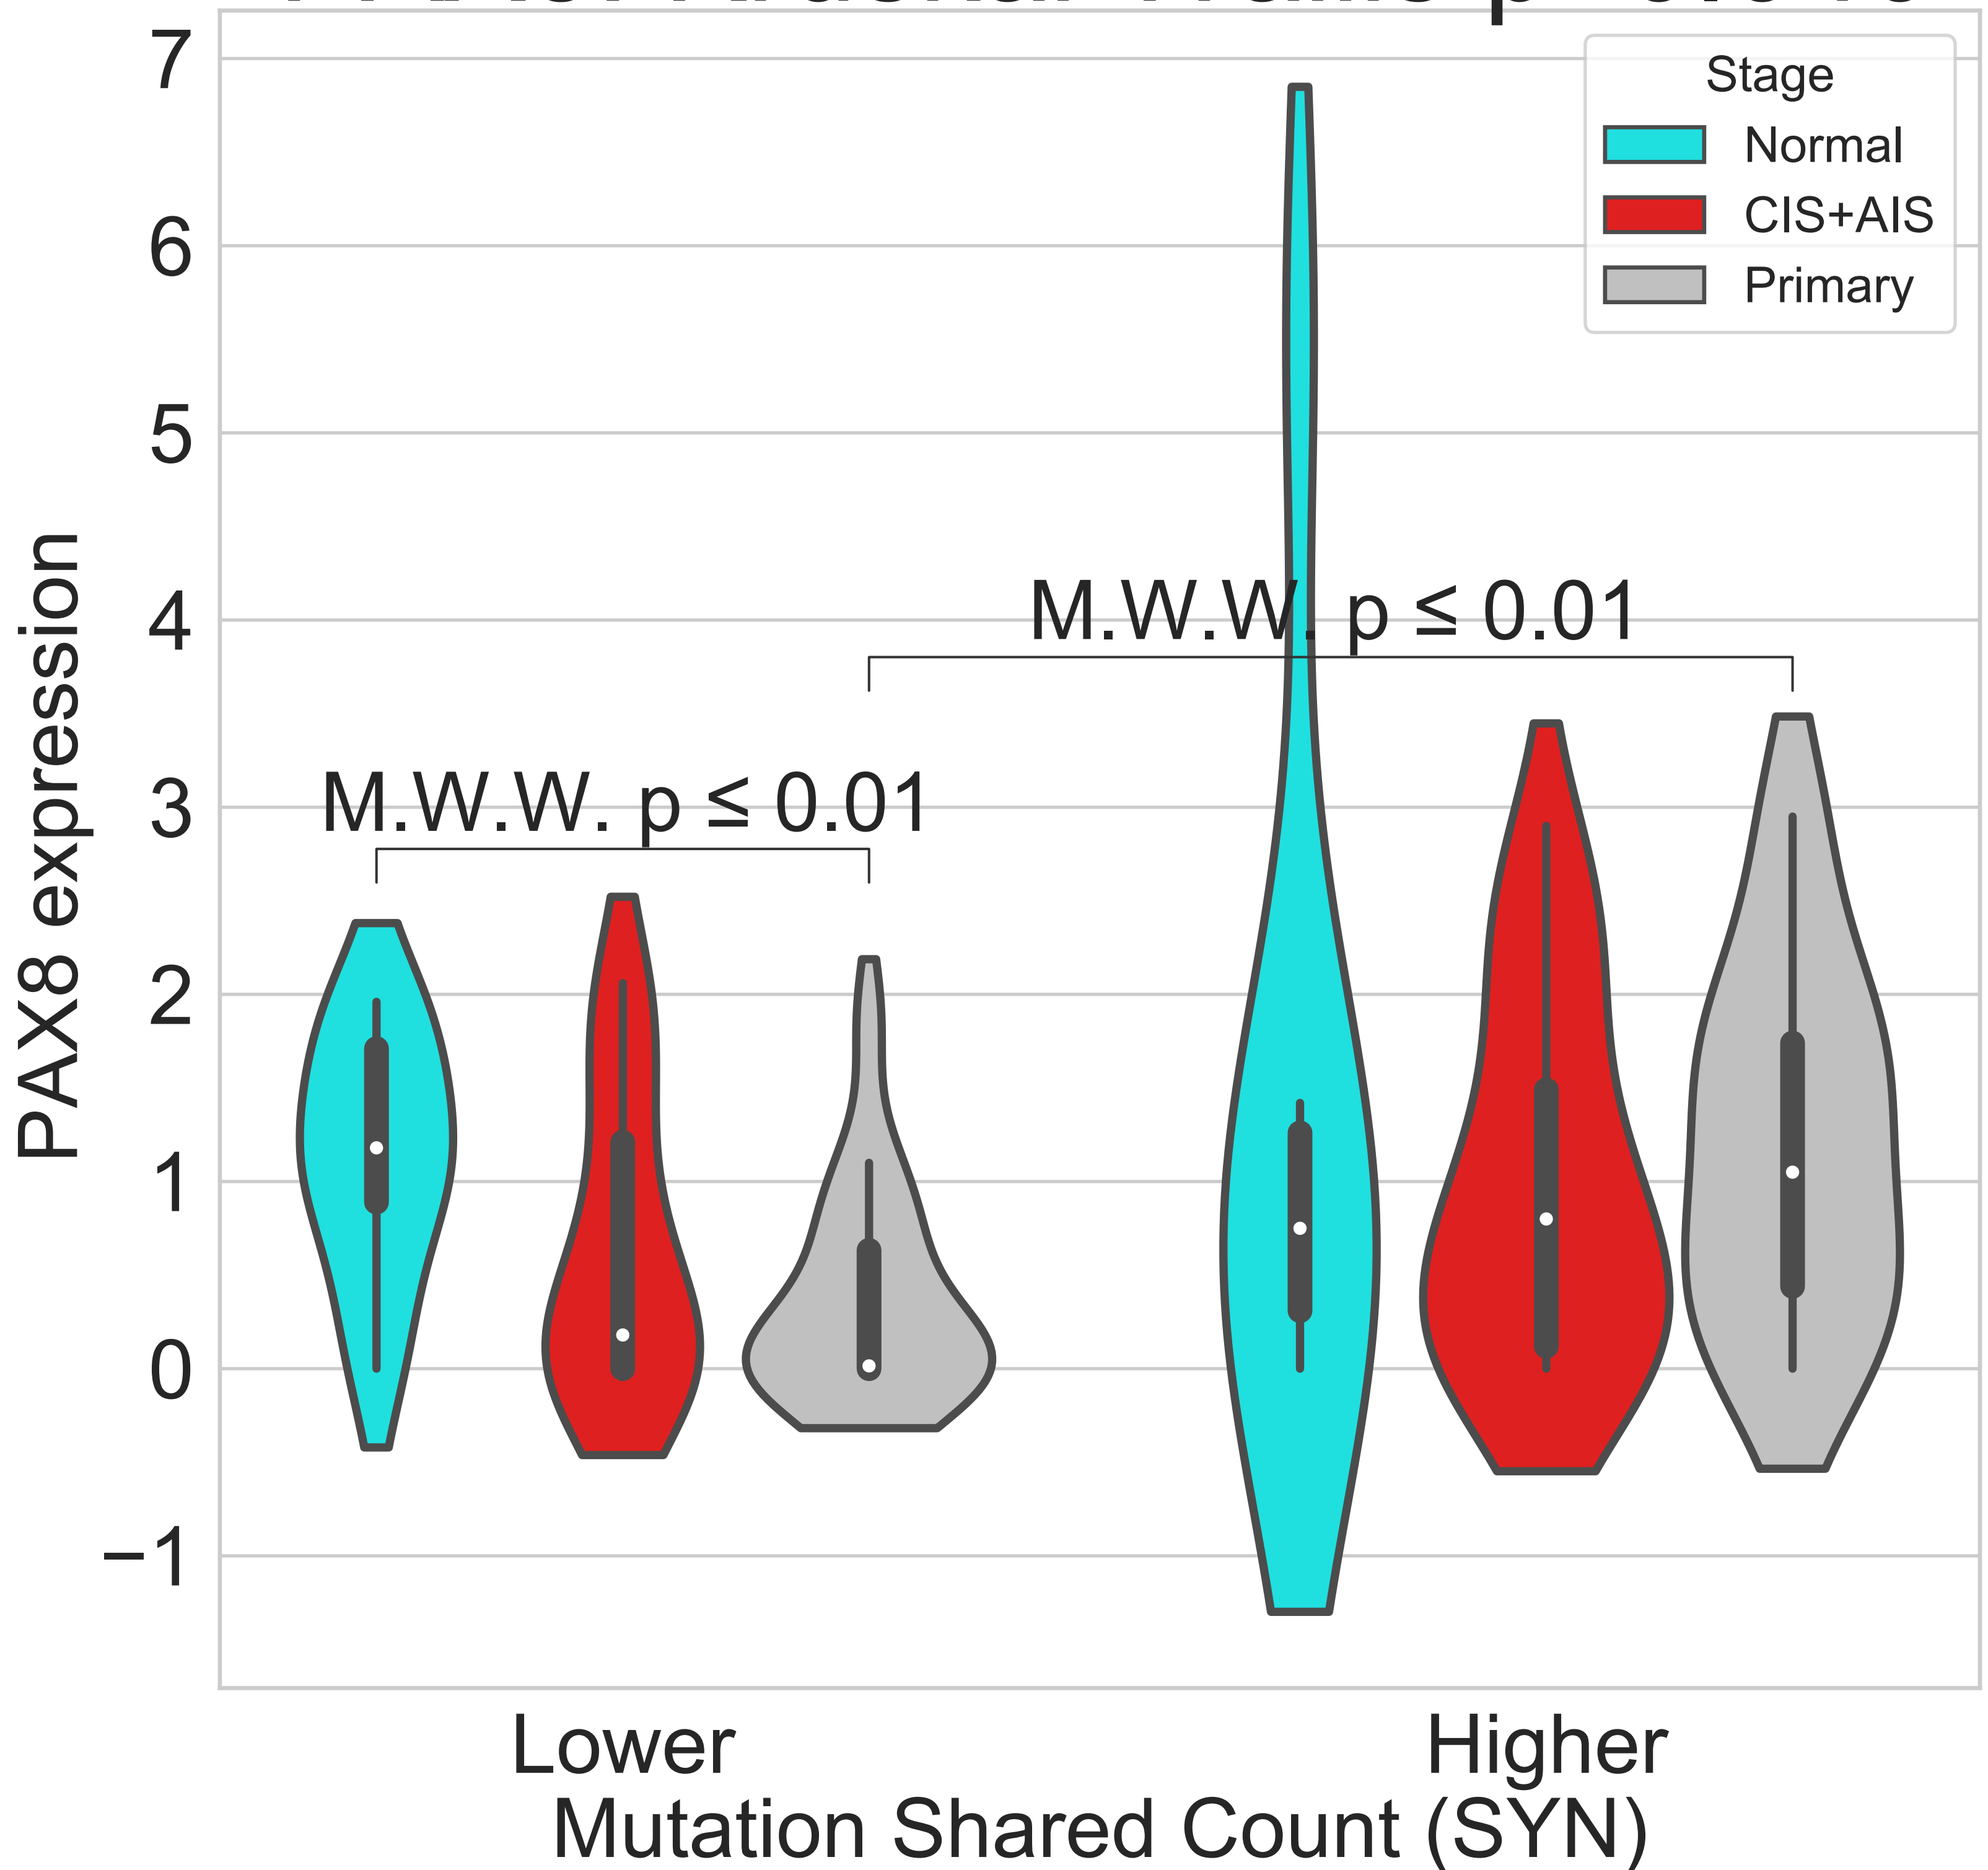 7
6
5
4
3
2
1
0
−1
PAX8 expression
Stage
Normal
CIS+AIS
Primary
M.W.W. p ≤ 0.01
M.W.W. p ≤ 0.01
Lower
Higher
Mutation Shared Count (SYN)